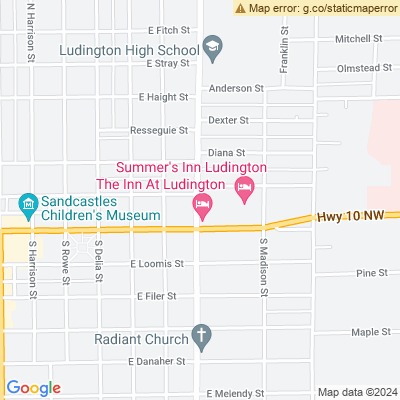 Map error: g.co/staticmaperror
N Harrison St
E Fitch St
Franklin St
Mitchell St
Ludington High School
E Stray St
Olmstead St
Anderson St
E Haight St
Dexter St
Resseguie St
Diana St
Summer's Inn Ludington
The Inn At Ludington
Sandcastles
Children's Museum
Hwy 10 NW
S Harrison St
S Rowe St
S Delia St
S Madison St
E Loomis St
Pine St
E Filer St
Maple St
Radiant Church
E Danaher St
E Melendy St
Google
Map data ©2024